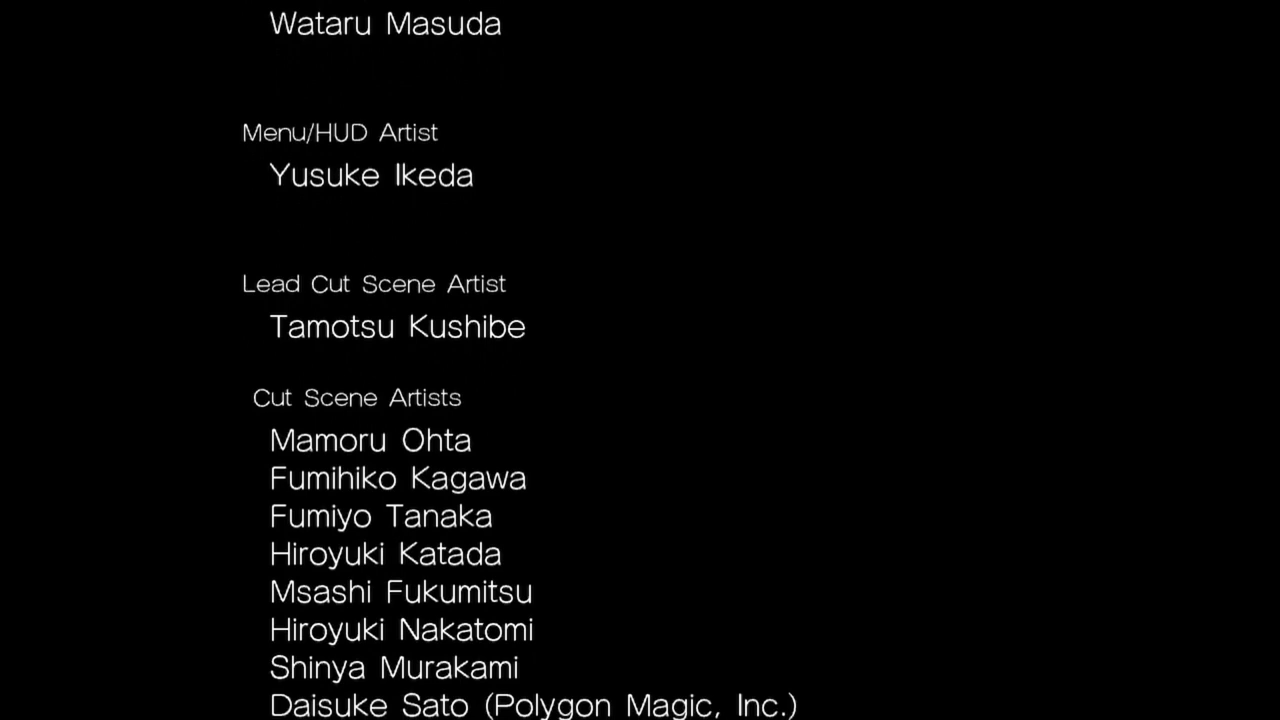 Wataru Masuda
Menu/HUD Artist
Yusuke Ikeda
Lead Cut Scene Artist
Tamotsu Kushibe
Cut Scene Artists
Mamoru Ohta
Fumihiko Kagawa
Fumiyo Tanaka
Hiroyuki Katada
Msashi Fukumitsu
Hiroyuki Nakatomi
Shinya Murakami
Daisuke Sato (Polygon Magic, Inc.)